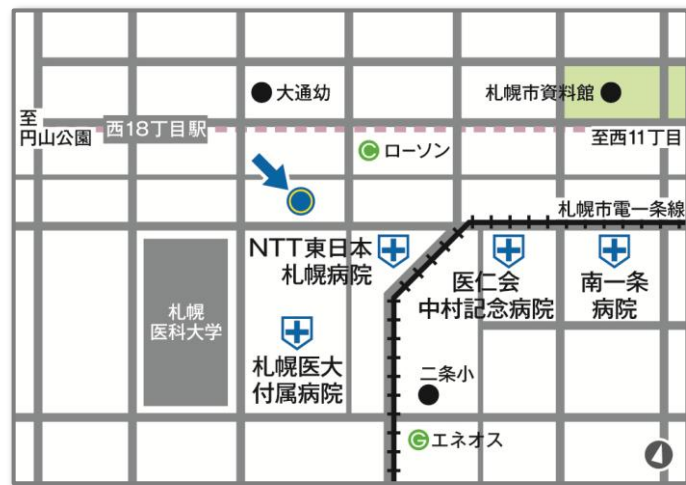 大通幼
札幌市資料館
至
円山公園
西18丁目駅
至西11丁目
C ローソン
札幌市電一条線
NTT東日本
札幌病院
医仁会
中村記念病院
南一条
病院
札幌
医科大学
札幌医大
付属病院
二条小
G エネオス